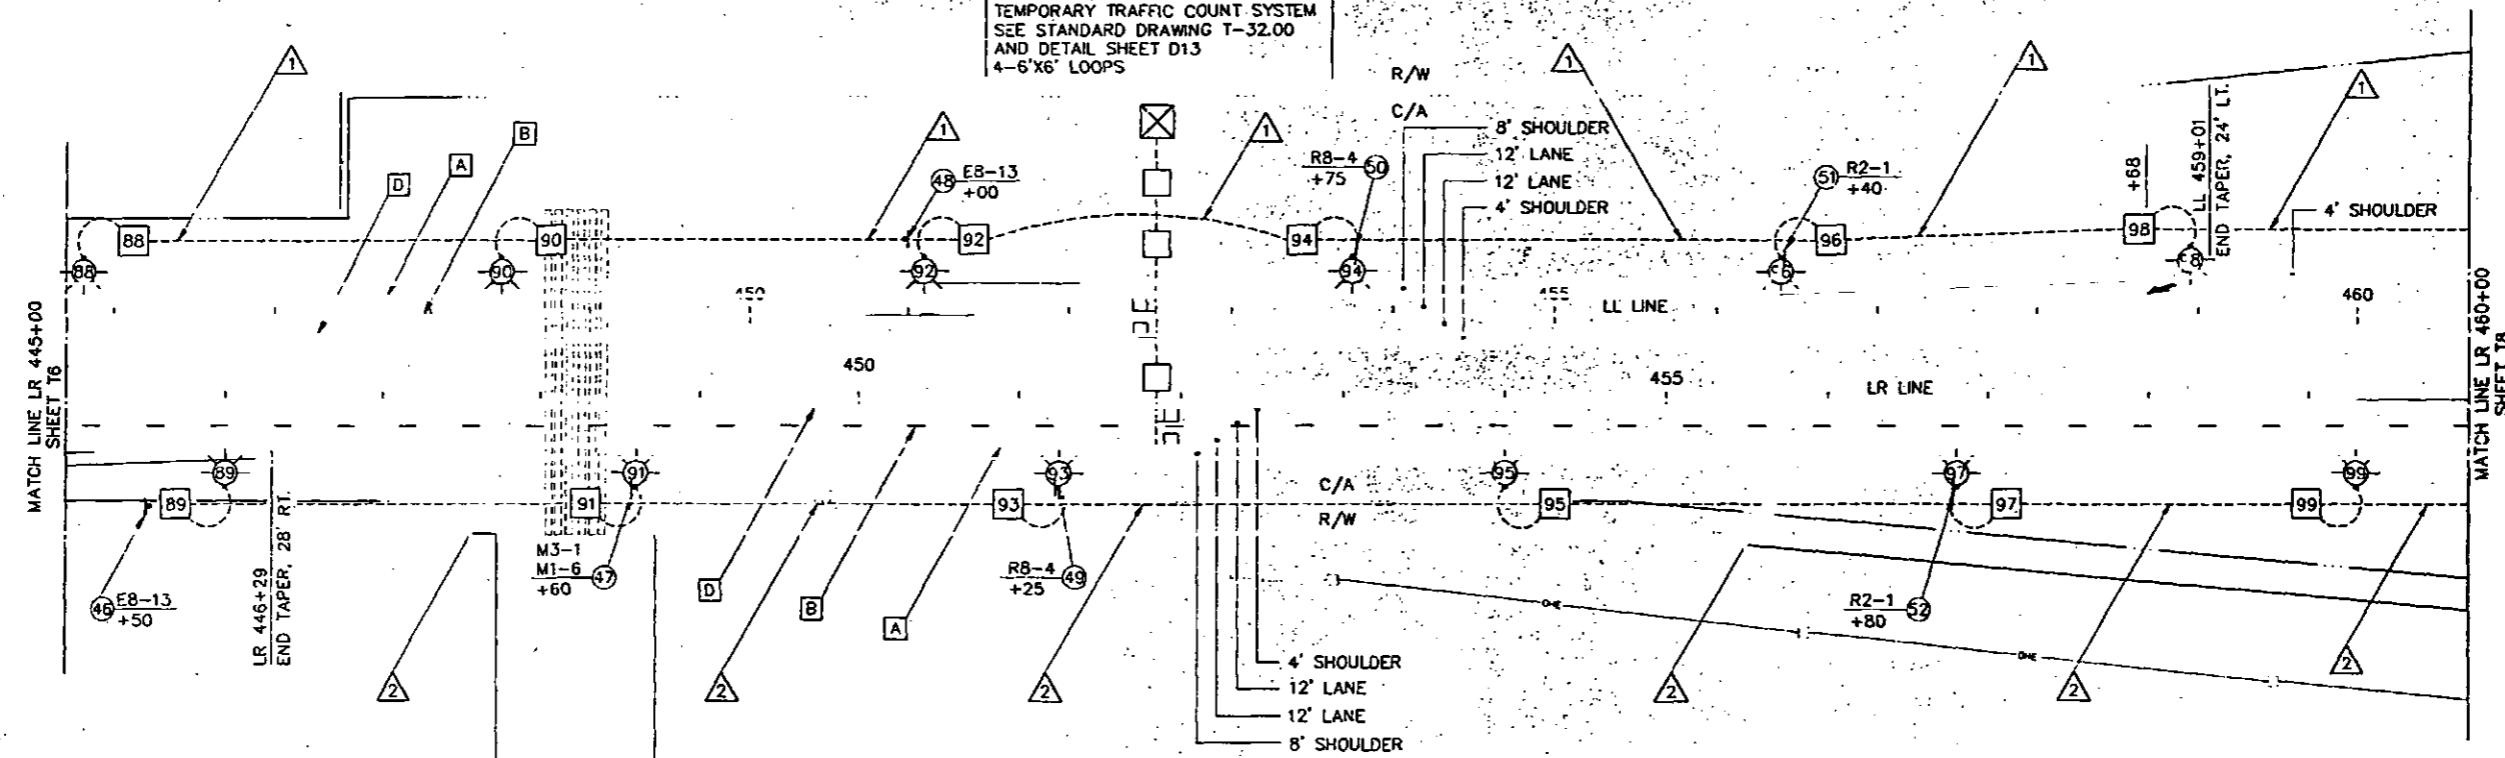 TEMPORARY TRAFFIC COUNT SYSTEM
SEE STANDARD DRAWING T-32.00
AND DETAIL SHEET D13
4-6'X6' LOOPS
1
1
1
1
1
1
R/W
C/A
8' SHOULDER
12' LANE
12' LANE
4' SHOULDER
B
A
D
48 E8-13
+00
R8-4 50
+75
51 R2-1
+40
+68
LL 459+01
END TAPER, 24' LT.
4' SHOULDER
88
90
92
94
96
98
88
90
92
94
96
98
450
455
460
LL LINE
MATCH LINE LR 445+00
SHEET T6
MATCH LINE LR 460+00
SHEET T8
450
455
LR LINE
89
91
93
95
97
99
89
91
93
95
97
99
C/A
R/W
46 E8-13
+50
LR 446+29
END TAPER, 28' RT.
M3-1
M1-6 47
+60
D
B
A
R8-4 49
+25
R2-1 52
+80
OHE
OHE
4' SHOULDER
12' LANE
12' LANE
8' SHOULDER
2
2
2
2
2
2